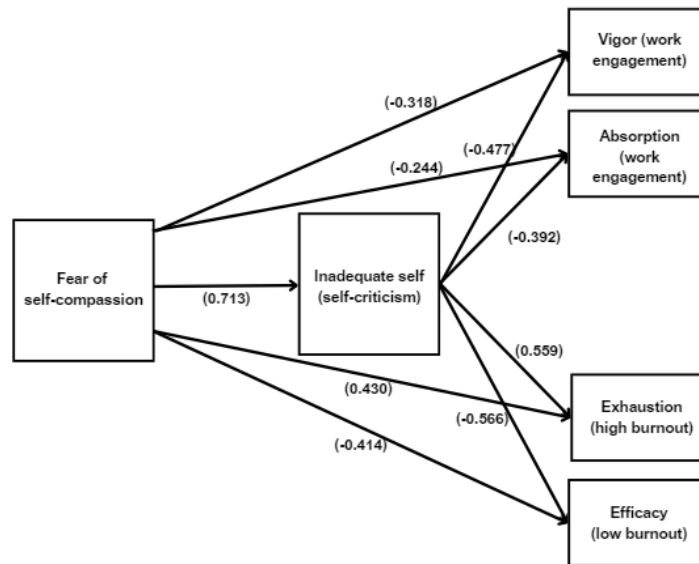 Vigor (work
engagement)
(-0.318)
Absorption
(work
engagement)
(-0.477)
(-0.244)
(-0.392)
Fear of
self-compassion
(0.713)
Inadequate self
(self-criticism)
(0.559)
(0.430)
(-0.566)
(-0.414)
Exhaustion
(high burnout)
Efficacy
(low burnout)